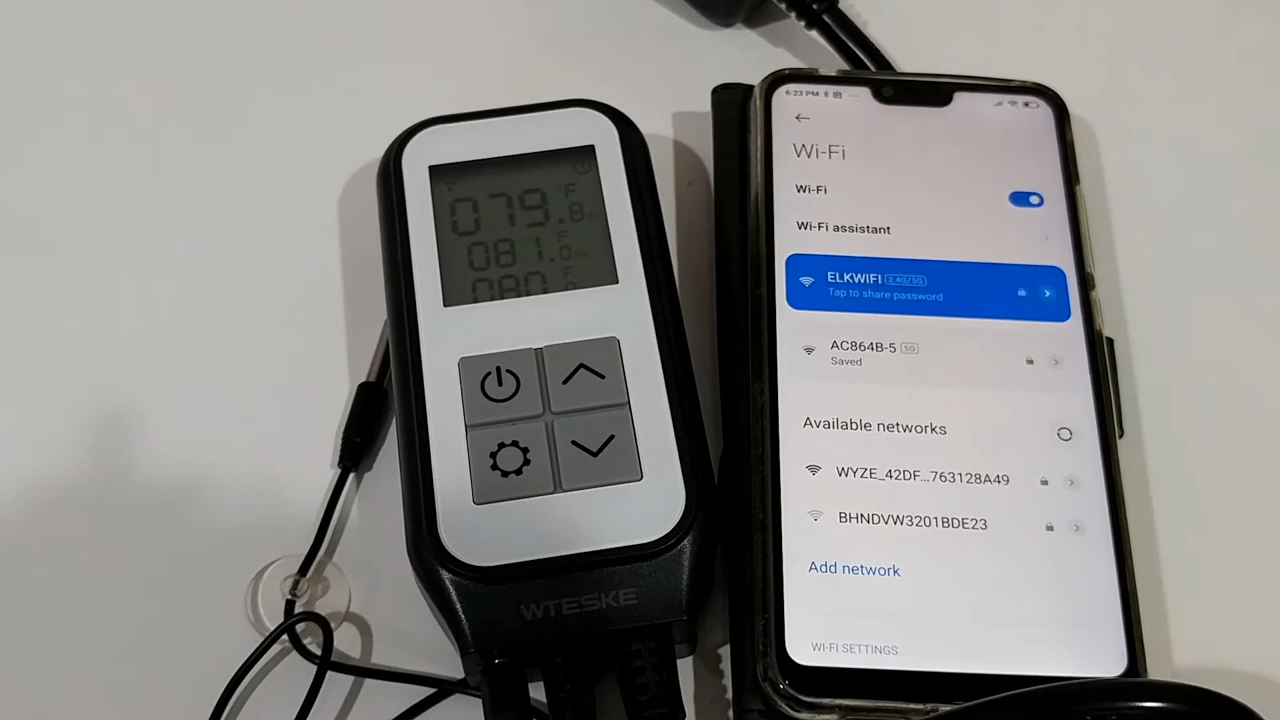 079.8 °F
081.0 F
080 F
WTESKE
6:23 PM
Wi-Fi
Wi-Fi
Wi-Fi assistant
ELKWIFI 2.4G/5G
Tap to share password
AC864B-5 5G
Saved
Available networks
WYZE_42DF...763128A49
BHNDVW3201BDE23
Add network
WI-FI SETTINGS